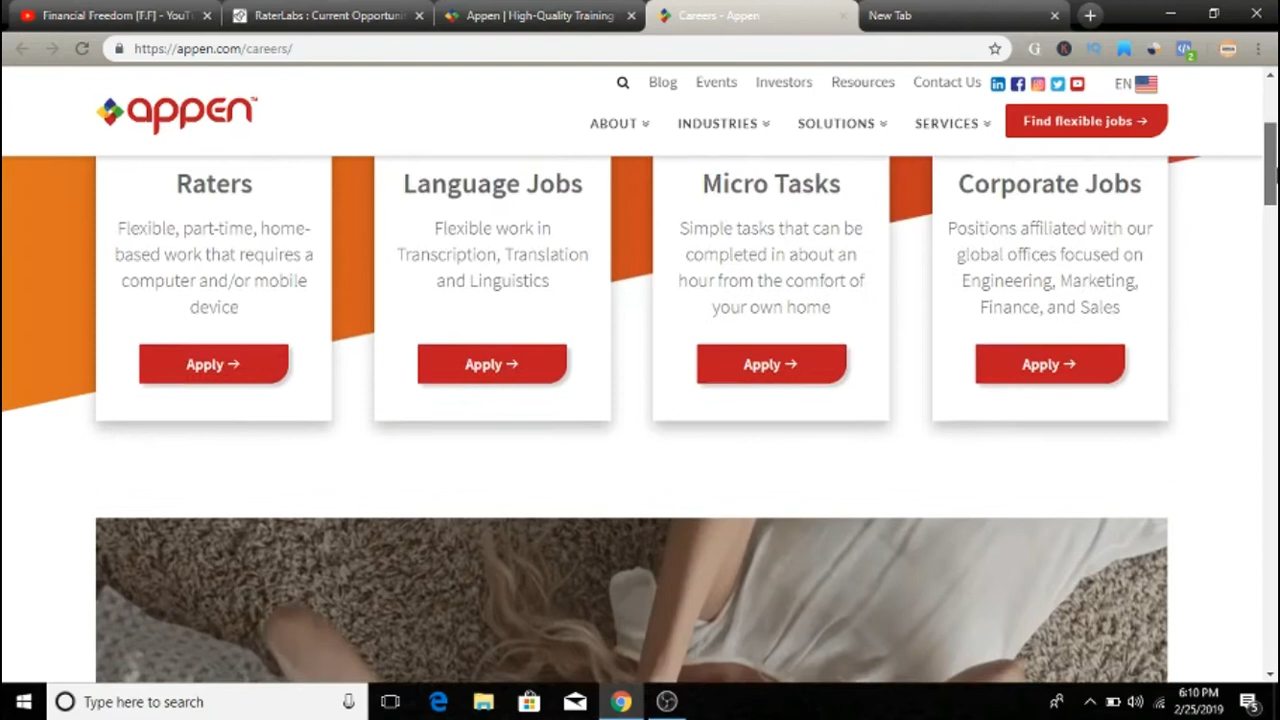 Financial Freedom [F.F] - YouT
RaterLabs : Current Opportuni
Appen | High-Quality Training
Careers - Appen
New Tab
https://appen.com/careers/
Blog Events Investors Resources Contact Us EN
appen™
ABOUT INDUSTRIES SOLUTIONS SERVICES Find flexible jobs →
Raters
Flexible, part-time, home-
based work that requires a
computer and/or mobile
device
Apply →
Language Jobs
Flexible work in
Transcription, Translation
and Linguistics
Apply →
Micro Tasks
Simple tasks that can be
completed in about an
hour from the comfort of
your own home
Apply →
Corporate Jobs
Positions affiliated with our
global offices focused on
Engineering, Marketing,
Finance, and Sales
Apply →
Type here to search
6:10 PM
2/25/2019